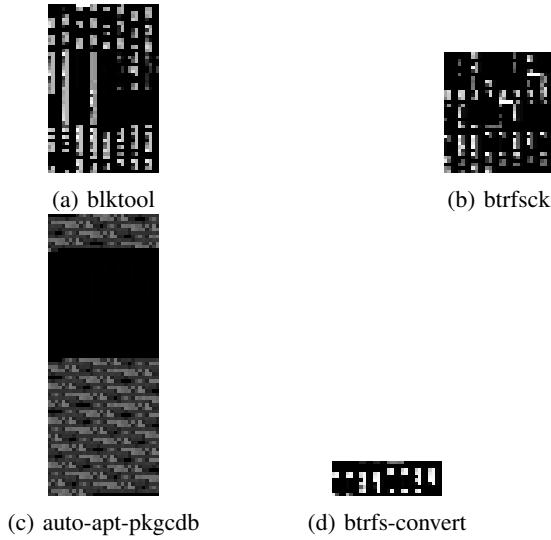 (a) blktool
(b) btrfsck
(c) auto-apt-pkgcdb
(d) btrfs-convert